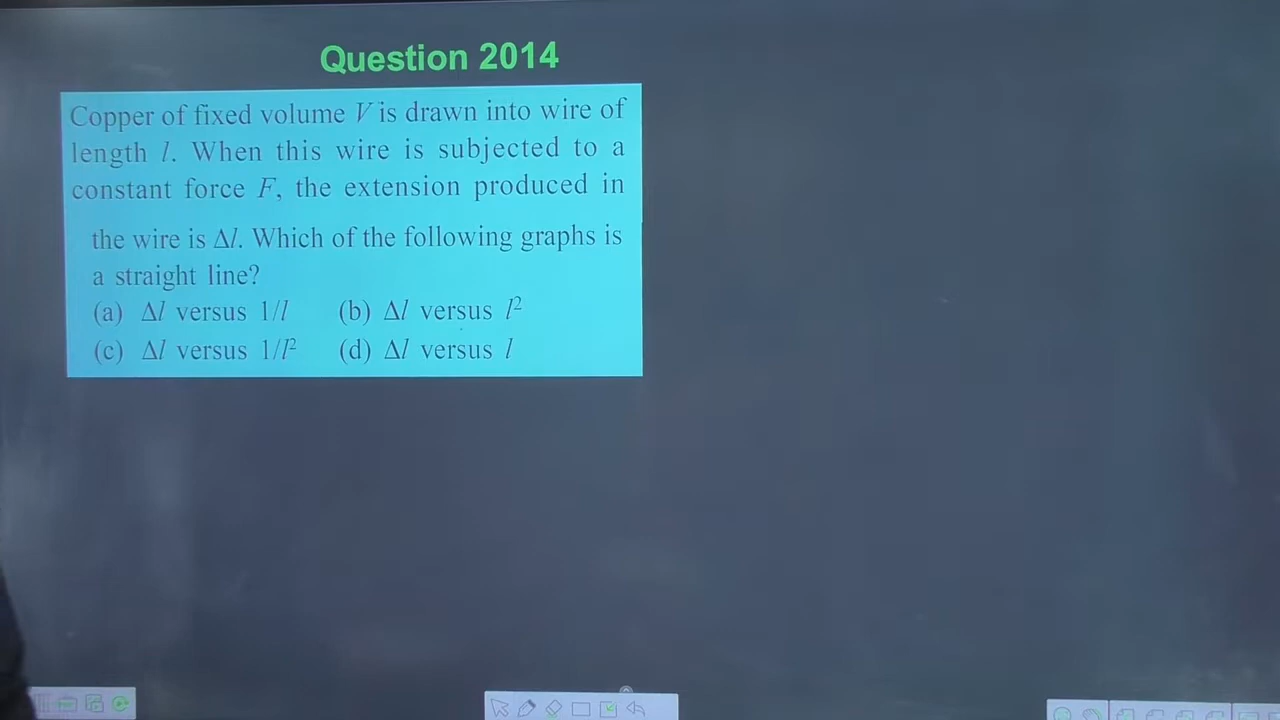 Question 2014
Copper of fixed volume V is drawn into wire of
length l. When this wire is subjected to a
constant force F, the extension produced in
the wire is Δl. Which of the following graphs is
a straight line?
(a) Δl versus 1/l (b) Δl versus l²
(c) Δl versus 1/l² (d) Δl versus l